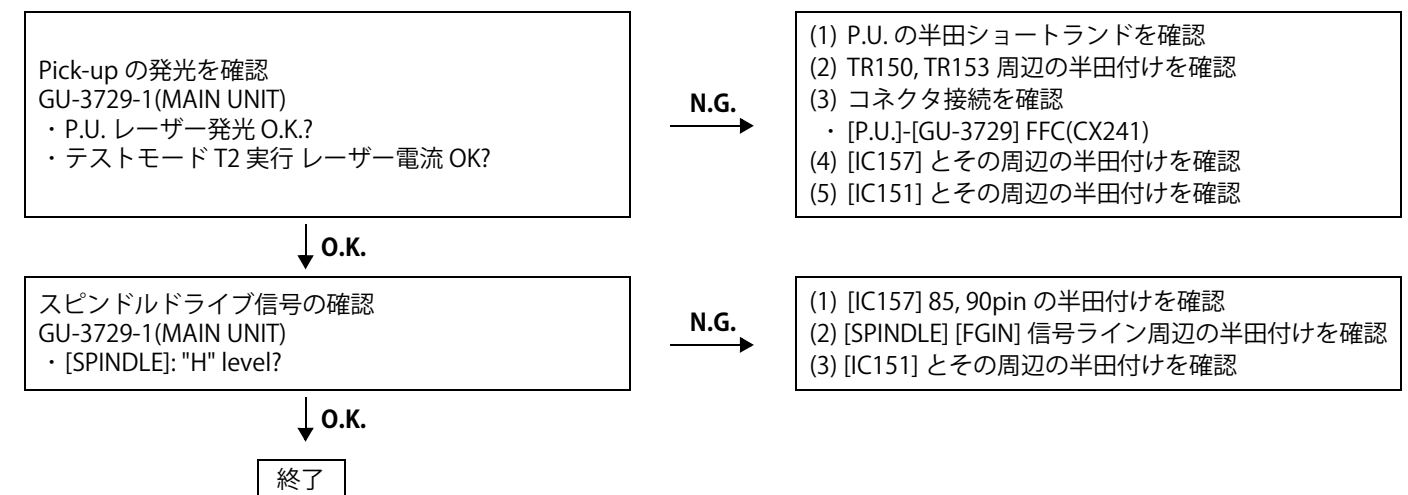 Pick-up の発光を確認
GU-3729-1(MAIN UNIT)
・P.U. レーザー発光 O.K.?
・テストモード T2 実行 レーザー電流 OK?
N.G.
(1) P.U. の半田ショートランドを確認
(2) TR150, TR153 周辺の半田付けを確認
(3) コネクタ接続を確認
・[P.U.]-[GU-3729] FFC(CX241)
(4) [IC157] とその周辺の半田付けを確認
(5) [IC151] とその周辺の半田付けを確認
O.K.
スピンドルドライブ信号の確認
GU-3729-1(MAIN UNIT)
・[SPINDLE]: "H" level?
N.G.
(1) [IC157] 85, 90pin の半田付けを確認
(2) [SPINDLE] [FGIN] 信号ライン周辺の半田付けを確認
(3) [IC151] とその周辺の半田付けを確認
O.K.
終了